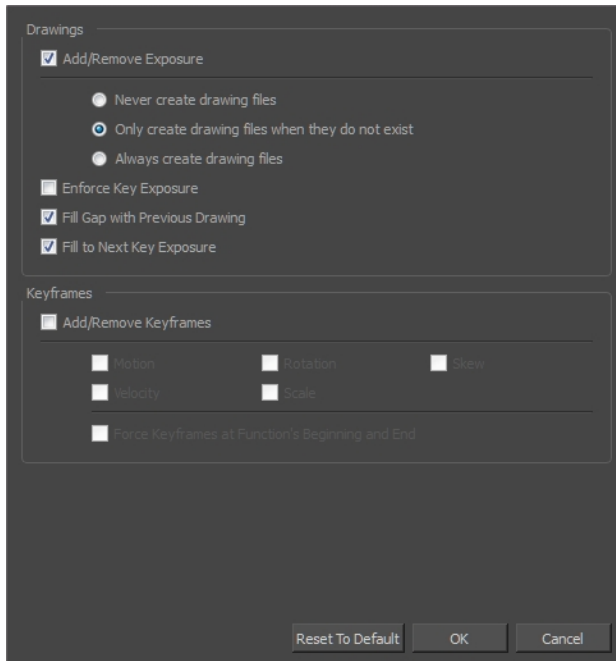 Drawings
Add/Remove Exposure
Never create drawing files
Only create drawing files when they do not exist
Always create drawing files
Enforce Key Exposure
Fill Gap with Previous Drawing
Fill to Next Key Exposure
Keyframes
Add/Remove Keyframes
Motion Rotation Skew
Velocity Scale
Force Keyframes at Function's Beginning and End
Reset To Default OK Cancel